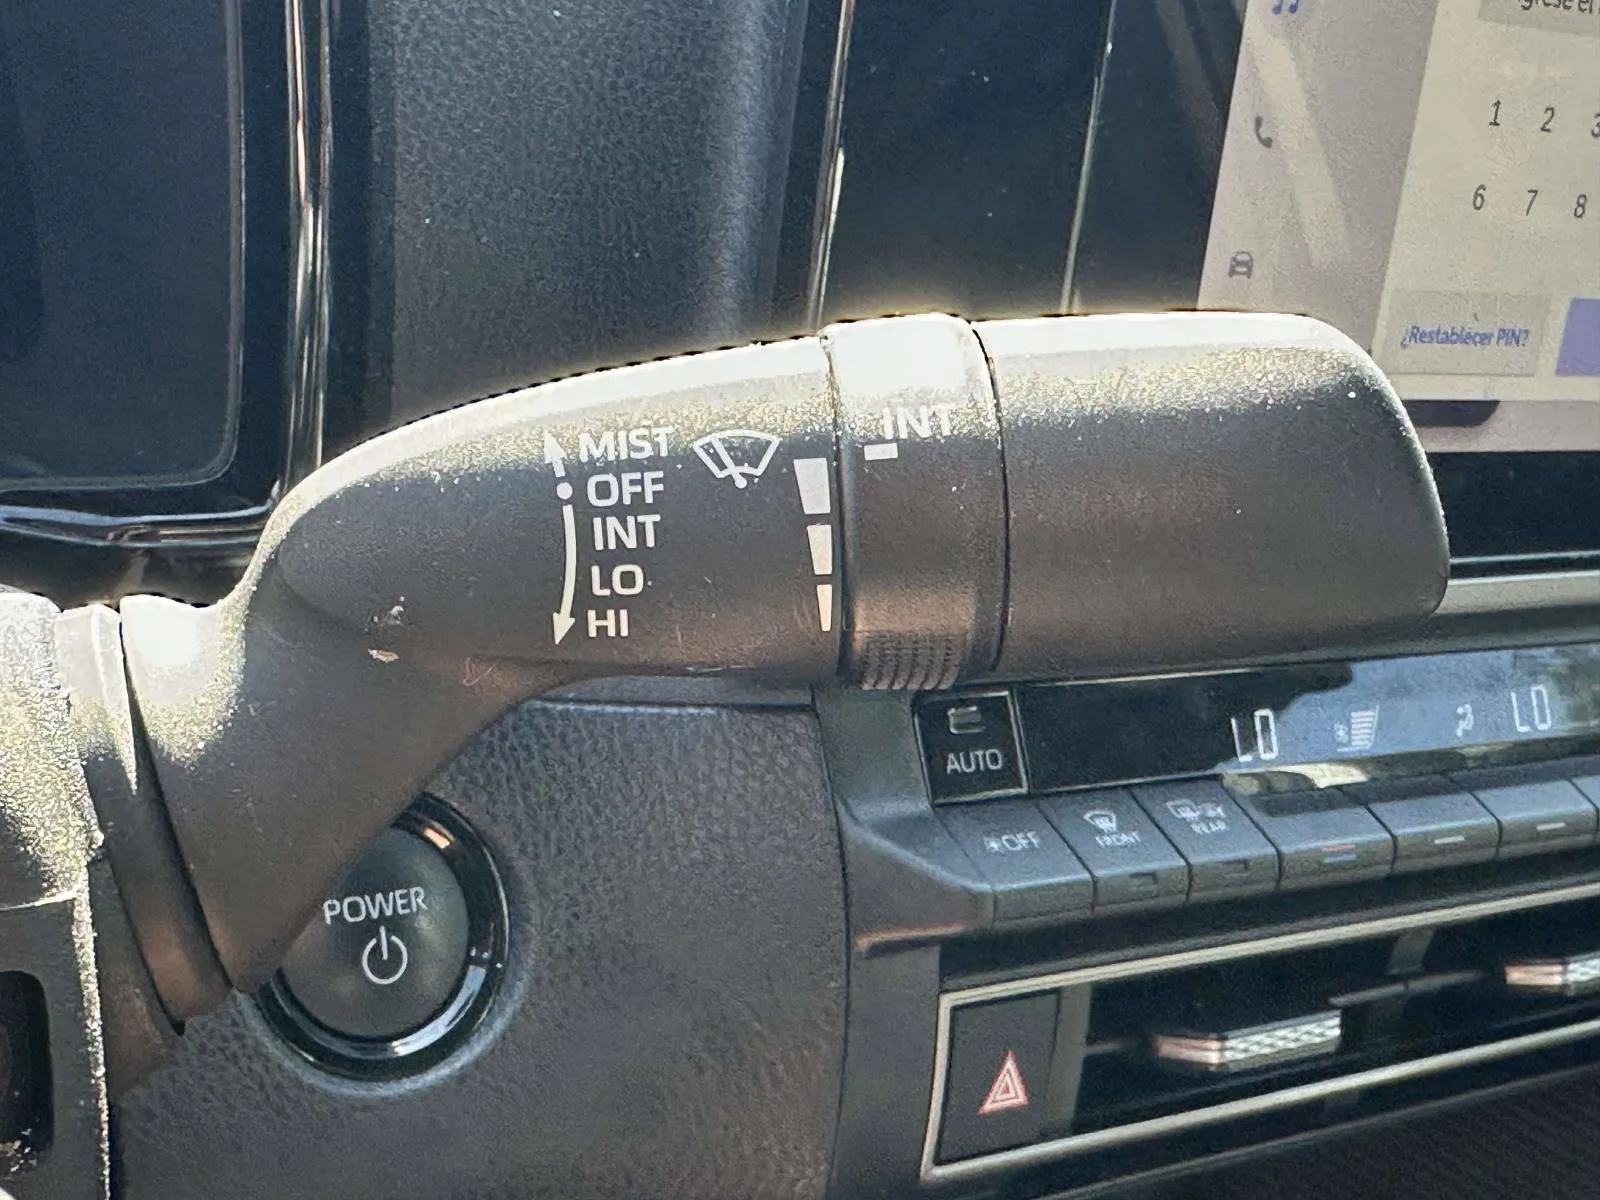 1 2 3
6 7 8
¿Restablecer PIN?
MIST
OFF
INT
LO
HI
INT
AUTO
LO
LO
OFF
FRONT
REAR
POWER